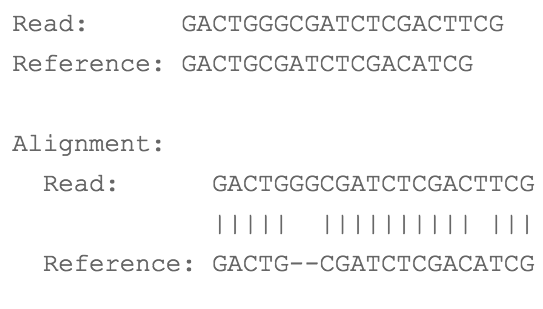 Read:      GACTGGGCGATCTCGACTTCG
Reference: GACTGCGATCTCGACATCG
Alignment:
  Read:      GACTGGGCGATCTCGACTTCG
             |||||  |||||||||| |||
  Reference: GACTG--CGATCTCGACATCG